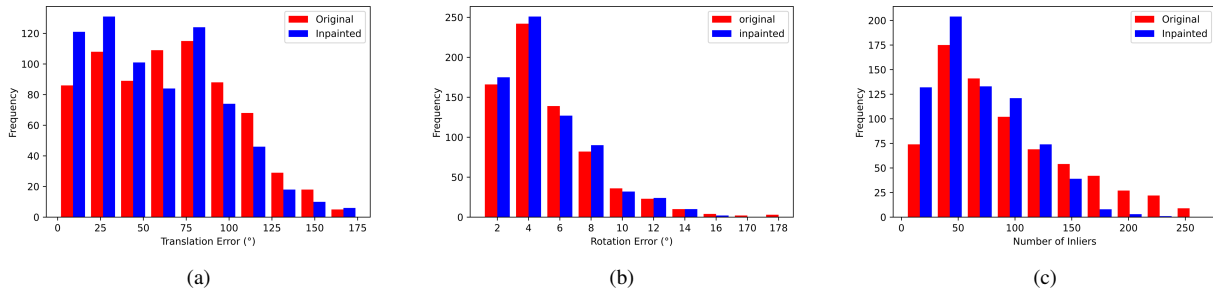 Original
Inpainted
120
100
80
60
40
20
0
Frequency
0 25 50 75 100 125 150 175
Translation Error (°)
(a)
original
inpainted
250
200
150
100
50
0
Frequency
2 4 6 8 10 12 14 16 170 178
Rotation Error (°)
(b)
Original
Inpainted
200
175
150
125
100
75
50
25
0
Frequency
0 50 100 150 200 250
Number of Inliers
(c)